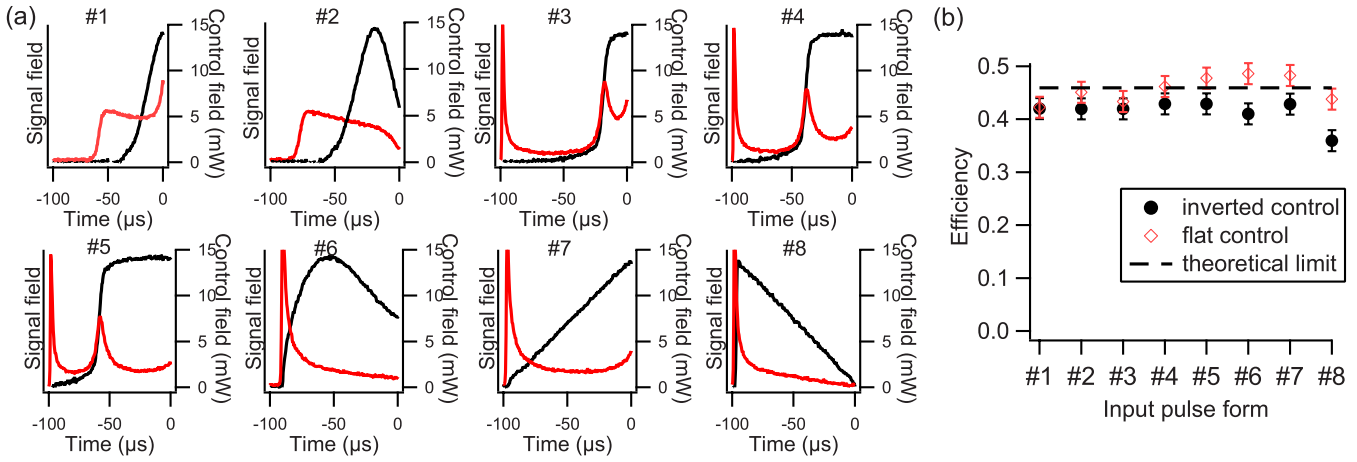 (a)
#1
Signal field
15
10
5
0
Control field (mW)
-100
-50
0
Time (µs)
#2
Signal field
15
10
5
0
Control field (mW)
-100
-50
0
Time (µs)
#3
Signal field
15
10
5
0
Control field (mW)
-100
-50
0
Time (µs)
#4
Signal field
15
10
5
0
Control field (mW)
-100
-50
0
Time (µs)
#5
Signal field
15
10
5
0
Control field (mW)
-100
-50
0
Time (µs)
#6
Signal field
15
10
5
0
Control field (mW)
-100
-50
0
Time (µs)
#7
Signal field
15
10
5
0
Control field (mW)
-100
-50
0
Time (µs)
#8
Signal field
15
10
5
0
Control field (mW)
-100
-50
0
Time (µs)
(b)
Efficiency
0.5
0.4
0.3
0.2
0.1
0.0
inverted control
flat control
theoretical limit
#1 #2 #3 #4 #5 #6 #7 #8
Input pulse form